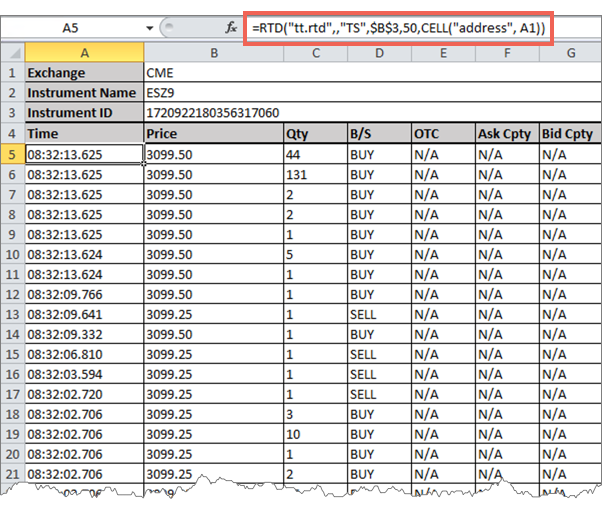 A5 fx =RTD("tt.rtd",,"TS",$B$3,50,CELL("address", A1))
A B C D E F G
1 Exchange CME
2 Instrument Name ESZ9
3 Instrument ID 1720922180356317060
4 Time Price Qty B/S OTC Ask Cpty Bid Cpty
5 08:32:13.625 3099.50 44 BUY N/A N/A N/A
6 08:32:13.625 3099.50 131 BUY N/A N/A N/A
7 08:32:13.625 3099.50 2 BUY N/A N/A N/A
8 08:32:13.625 3099.50 2 BUY N/A N/A N/A
9 08:32:13.625 3099.50 1 BUY N/A N/A N/A
10 08:32:13.624 3099.50 5 BUY N/A N/A N/A
11 08:32:13.624 3099.50 1 BUY N/A N/A N/A
12 08:32:09.766 3099.50 1 BUY N/A N/A N/A
13 08:32:09.641 3099.25 1 SELL N/A N/A N/A
14 08:32:09.332 3099.50 1 BUY N/A N/A N/A
15 08:32:06.810 3099.25 1 SELL N/A N/A N/A
16 08:32:03.594 3099.25 1 SELL N/A N/A N/A
17 08:32:02.720 3099.25 1 SELL N/A N/A N/A
18 08:32:02.706 3099.25 3 BUY N/A N/A N/A
19 08:32:02.706 3099.25 10 BUY N/A N/A N/A
20 08:32:02.706 3099.25 1 BUY N/A N/A N/A
21 08:32:02.706 3099.25 2 BUY N/A N/A N/A